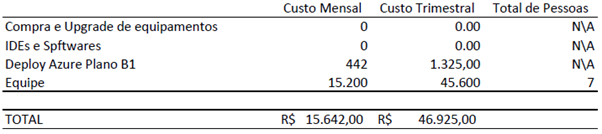 Custo Mensal Custo Trimestral Total de Pessoas
Compra e Upgrade de equipamentos 0 0.00 N\A
IDEs e Spftwares 0 0.00 N\A
Deploy Azure Plano B1 442 1.325,00 N\A
Equipe 15.200 45.600 7
TOTAL R$ 15.642,00 R$ 46.925,00